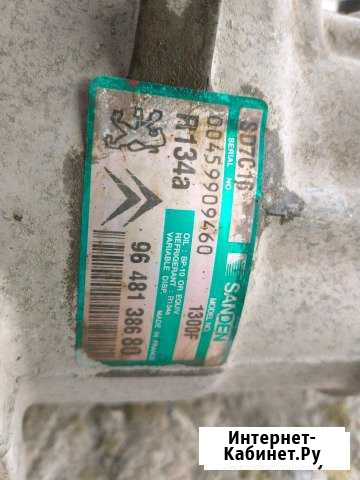 SANDEN
SD7C16
MODEL NO.
1300F
SERIAL NO
00459909460
OIL : SP-10 OR EQUIV
REFRIGERANT : R134a
VARIABLE DISP.
MADE IN FRANCE
R134a
96 481 386 80
Интернет-
Кабинет.Ру